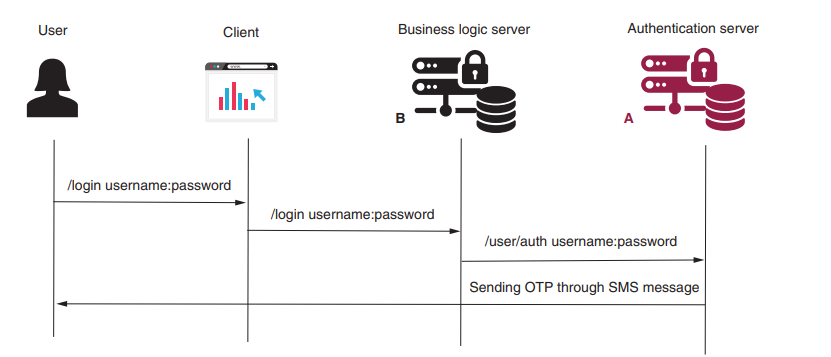 User
Client
Business logic server
Authentication server
www.
B
A
/login username:password
/login username:password
/user/auth username:password
Sending OTP through SMS message